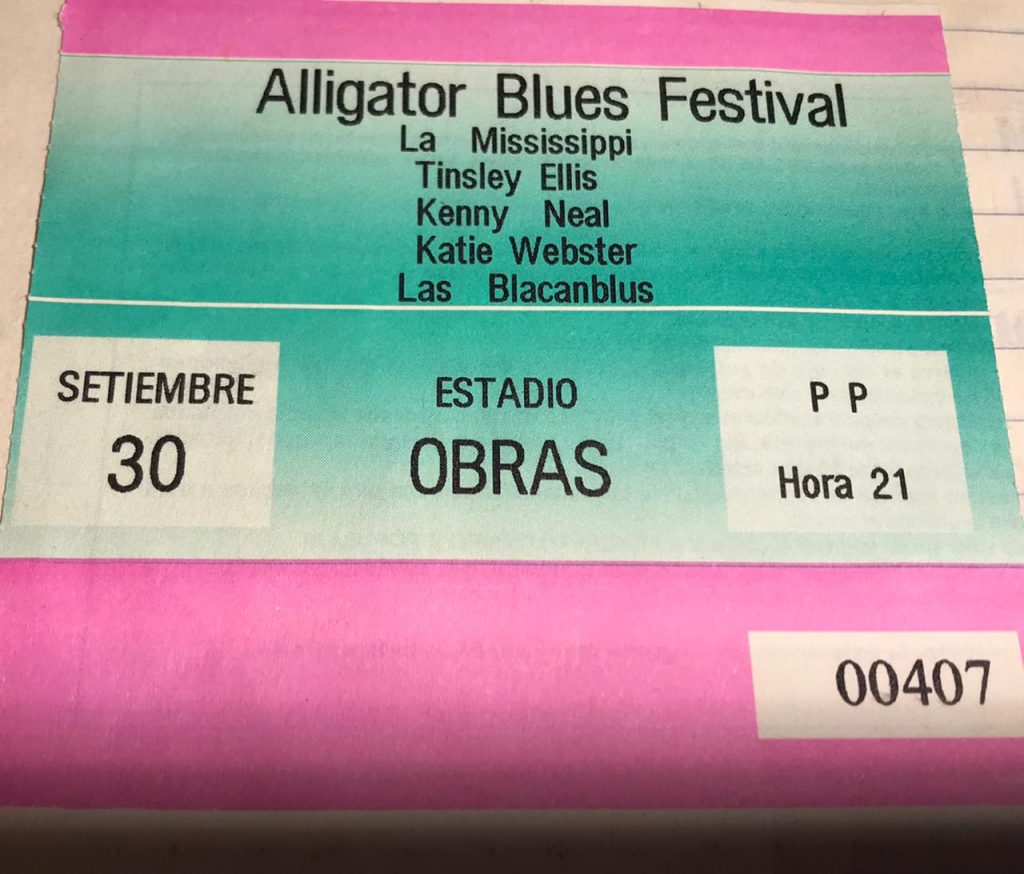 Alligator Blues Festival
La Mississippi
Tinsley Ellis
Kenny Neal
Katie Webster
Las Blacanblus
SETIEMBRE
30
ESTADIO
OBRAS
P P
Hora 21
00407